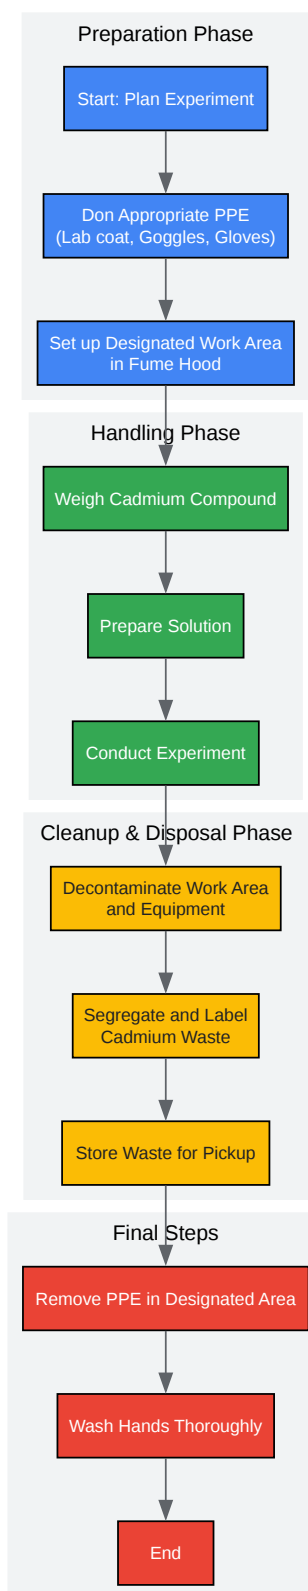 Preparation Phase
Start: Plan Experiment
Don Appropriate PPE
(Lab coat, Goggles, Gloves)
Set up Designated Work Area
in Fume Hood
Handling Phase
Weigh Cadmium Compound
Prepare Solution
Conduct Experiment
Cleanup & Disposal Phase
Decontaminate Work Area
and Equipment
Segregate and Label
Cadmium Waste
Store Waste for Pickup
Final Steps
Remove PPE in Designated Area
Wash Hands Thoroughly
End